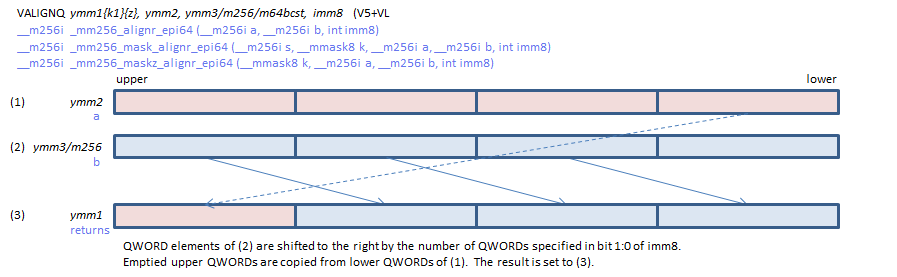 VALIGNQ ymm1{k1}{z}, ymm2, ymm3/m256/m64bcst, imm8 (V5+VL
__m256i _mm256_alignr_epi64 (__m256i a, __m256i b, int imm8)
__m256i _mm256_mask_alignr_epi64 (__m256i s, __mmask8 k, __m256i a, __m256i b, int imm8)
__m256i _mm256_maskz_alignr_epi64 (__mmask8 k, __m256i a, __m256i b, int imm8)
upper lower
(1) ymm2
a
(2) ymm3/m256
b
(3) ymm1
returns
QWORD elements of (2) are shifted to the right by the number of QWORDs specified in bit 1:0 of imm8.
Emptied upper QWORDs are copied from lower QWORDs of (1). The result is set to (3).